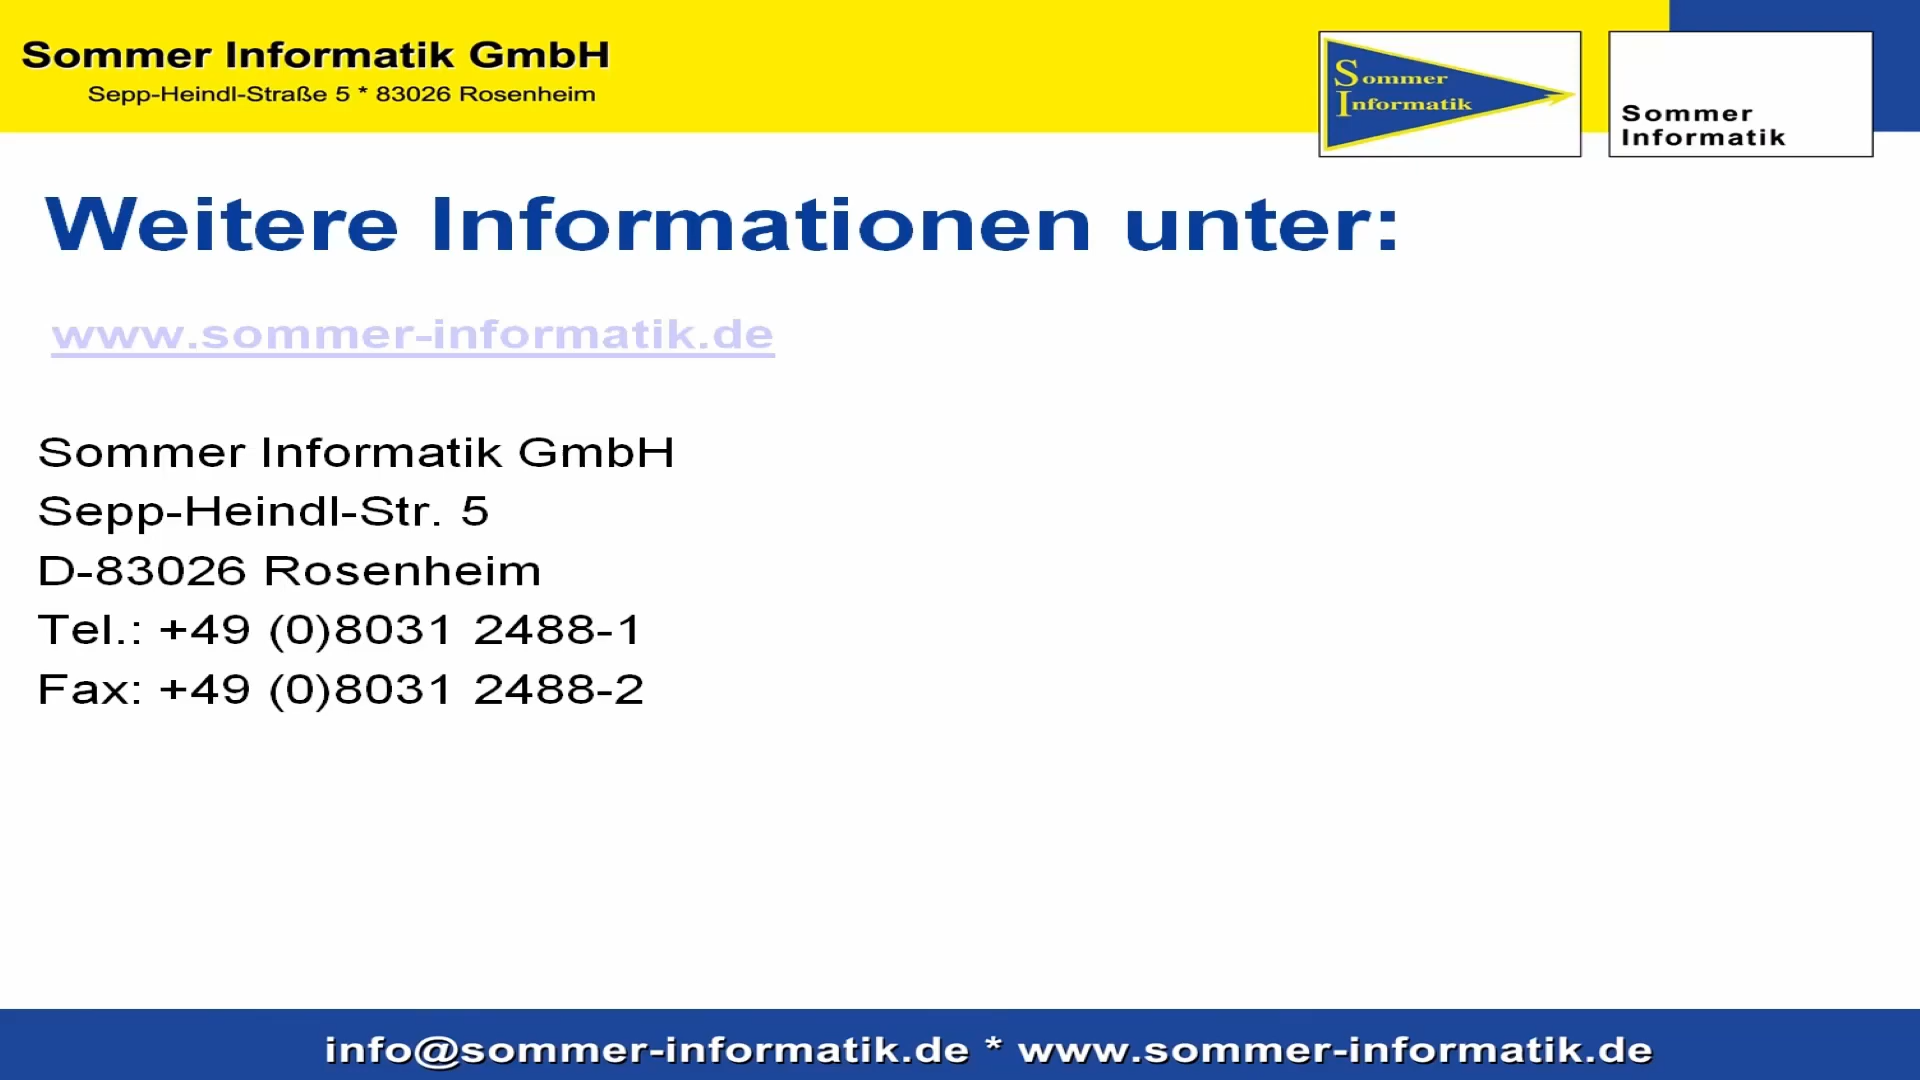 Sommer Informatik GmbH
Sepp-Heindl-Straße 5 * 83026 Rosenheim
Sommer
Informatik
Sommer
Informatik
Weitere Informationen unter:
www.sommer-informatik.de
Sommer Informatik GmbH
Sepp-Heindl-Str. 5
D-83026 Rosenheim
Tel.: +49 (0)8031 2488-1
Fax: +49 (0)8031 2488-2
info@sommer-informatik.de * www.sommer-informatik.de